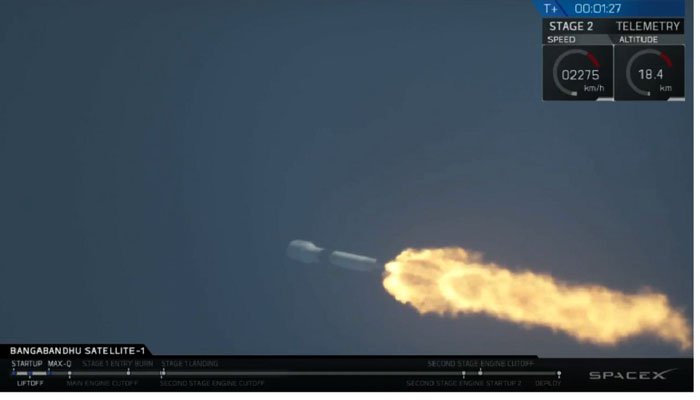 T+ 00:01:27
STAGE 2 TELEMETRY
SPEED ALTITUDE
02275 18.4
km/h km
BANGABANDHU SATELLITE-1
STARTUP MAX-Q STAGE 1 ENTRY BURN STAGE 1 LANDING SECOND STAGE ENGINE CUTOFF
LIFTOFF MAIN ENGINE CUTOFF SECOND STAGE ENGINE CUTOFF SECOND STAGE ENGINE STARTUP 2 DEPLOY
SPACEX